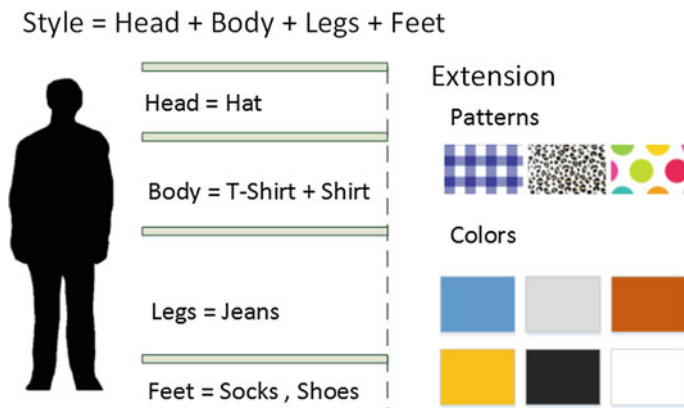 Style = Head + Body + Legs + Feet
Head = Hat
Body = T-Shirt + Shirt
Legs = Jeans
Feet = Socks , Shoes
Extension
Patterns
Colors